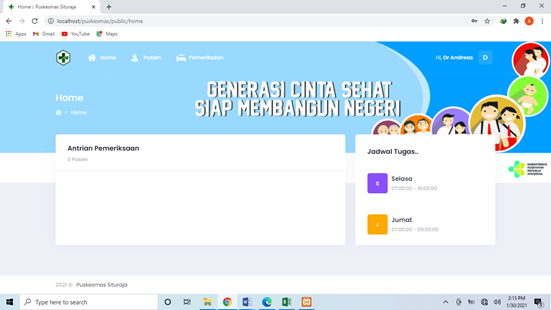 Home :: Puskesmas Situraja
localhost/puskesmas/public/home
Apps Gmail YouTube Maps
Home Pasien Pemeriksaan
Hi, Dr Andreas D
GENERASI CINTA SEHAT
SIAP MEMBANGUN NEGERI
Home
Home
Antrian Pemeriksaan
0 Pasien
Jadwal Tugas..
S
Selasa
07:00:00 - 16:00:00
J
Jumat
07:00:00 - 09:00:00
KEMENTERIAN
KESEHATAN
REPUBLIK
INDONESIA
2021 © Puskesmas Situraja
Type here to search
2:15 PM
1/30/2021